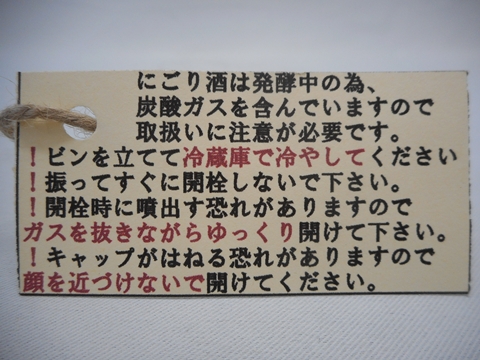 にごり酒は発酵中の為、
炭酸ガスを含んでいますので
取扱いに注意が必要です。
！ビンを立てて冷蔵庫で冷やしてください
！振ってすぐに開栓しないで下さい。
！開栓時に噴出す恐れがありますので
ガスを抜きながらゆっくり開けて下さい。
！キャップがはねる恐れがありますので
顔を近づけないで開けてください。